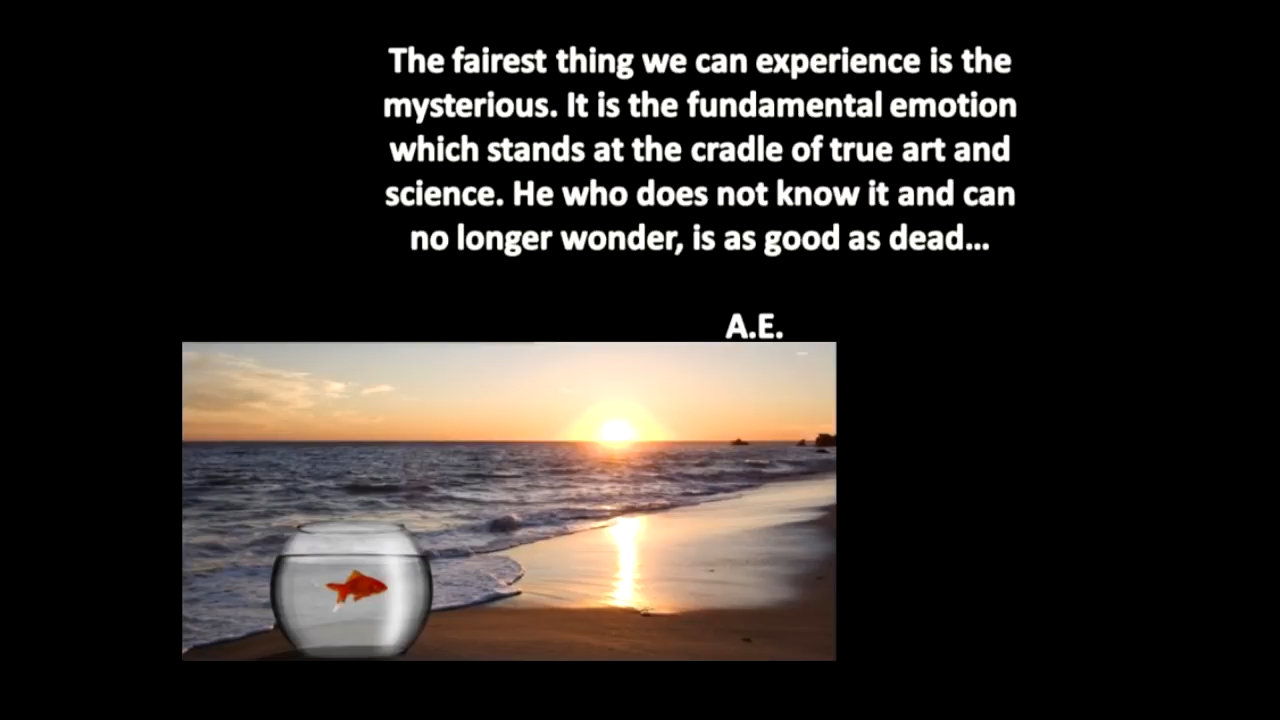 The fairest thing we can experience is the
mysterious. It is the fundamental emotion
which stands at the cradle of true art and
science. He who does not know it and can
no longer wonder, is as good as dead...
A.E.